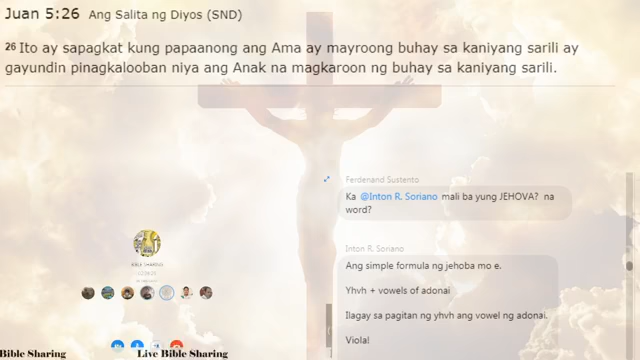 Juan 5:26 Ang Salita ng Diyos (SND)
26 Ito ay sapagkat kung papaanong ang Ama ay mayroong buhay sa kaniyang sarili ay
gayundin pinagkalooban niya ang Anak na magkaroon ng buhay sa kaniyang sarili.
Ferdenand Sustento
Ka @Inton R. Soriano mali ba yung JEHOVA? na
word?
Inton R. Soriano
Ang simple formula ng jehoba mo e.
Yhvh + vowels of adonai
Ilagay sa pagitan ng yhvh ang vowel ng adonai.
Viola!
Bible Sharing
Live Bible Sharing